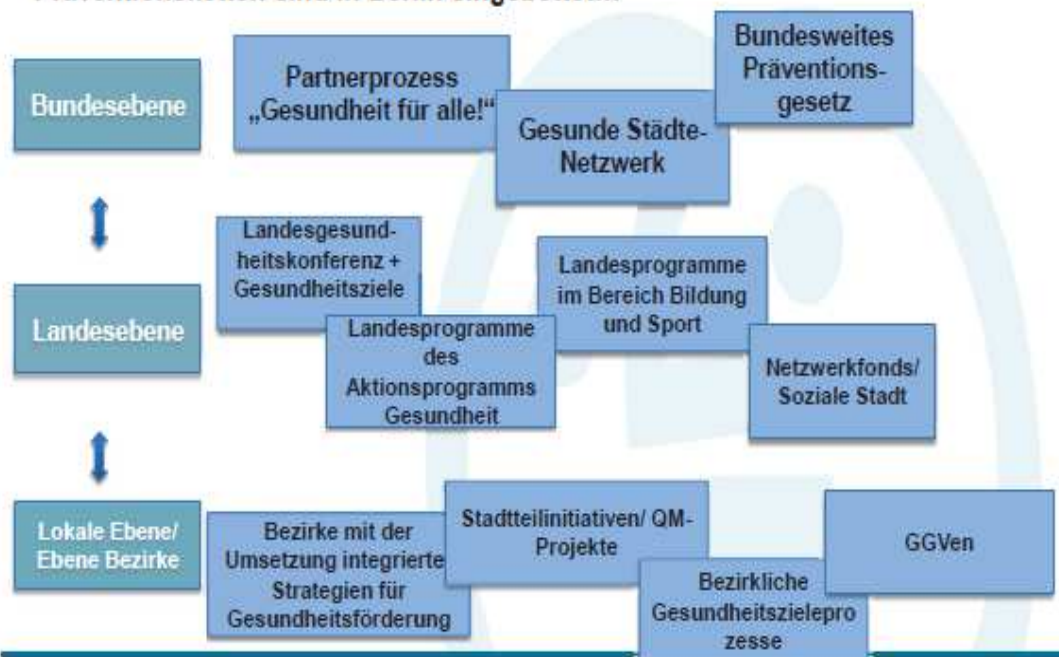 Bundesebene
Partnerprozess
„Gesundheit für alle!“
Gesunde Städte-
Netzwerk
Bundesweites
Präventions-
gesetz
Landesebene
Landesgesund-
heitskonferenz +
Gesundheitsziele
Landesprogramme
des
Aktionsprogramms
Gesundheit
Landesprogramme
im Bereich Bildung
und Sport
Netzwerkfonds/
Soziale Stadt
Lokale Ebene/
Ebene Bezirke
Bezirke mit der
Umsetzung integrierte
Strategien für
Gesundheitsförderung
Stadtteilinitiativen/ QM-
Projekte
Bezirkliche
Gesundheitszielepro
zesse
GGVen